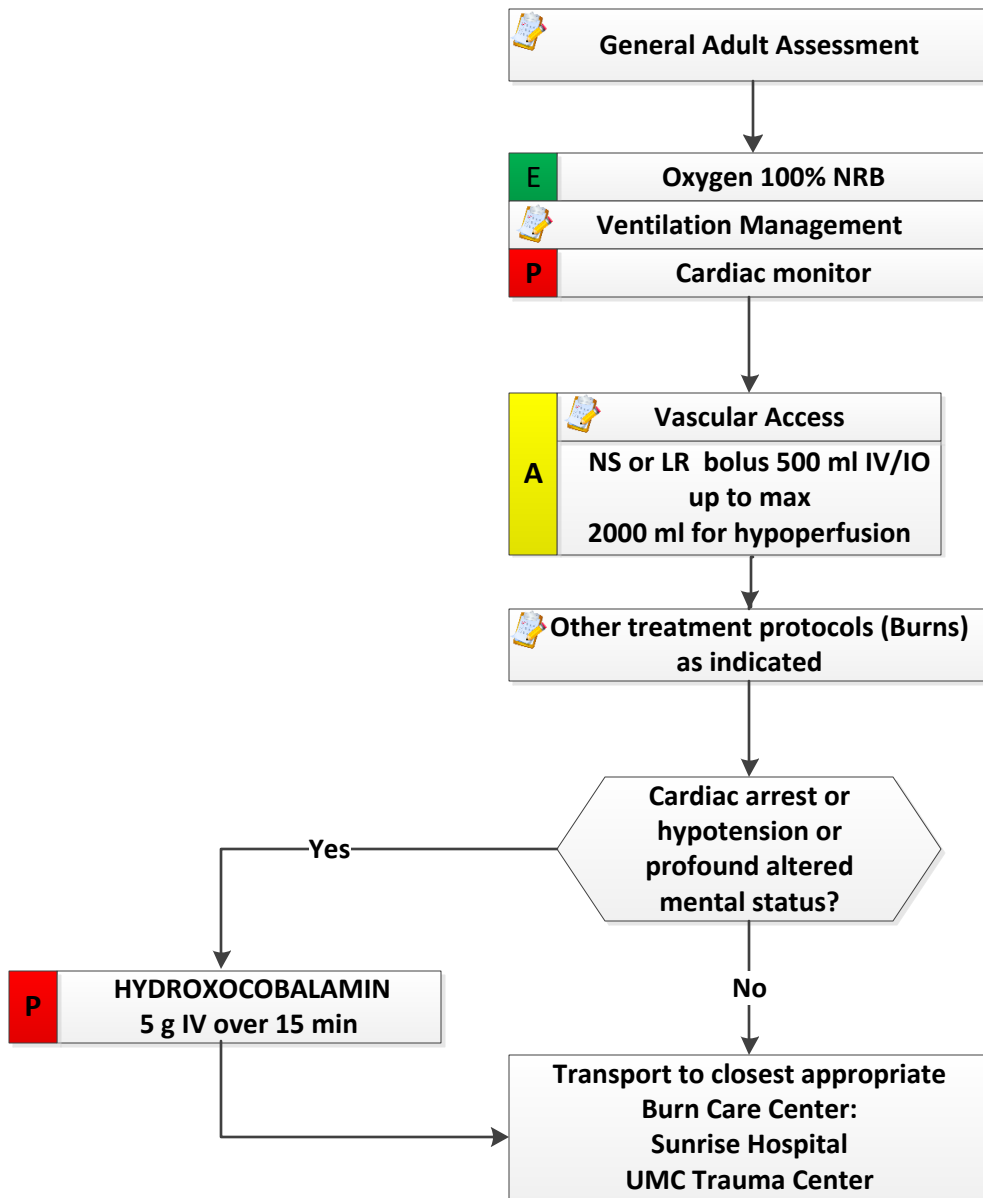 General Adult Assessment
E
Oxygen 100% NRB
Ventilation Management
P
Cardiac monitor
A
Vascular Access
NS or LR bolus 500 ml IV/IO
up to max
2000 ml for hypoperfusion
Other treatment protocols (Burns)
as indicated
Cardiac arrest or
hypotension or
profound altered
mental status?
Yes
No
P
HYDROXOCOBALAMIN
5 g IV over 15 min
Transport to closest appropriate
Burn Care Center:
Sunrise Hospital
UMC Trauma Center